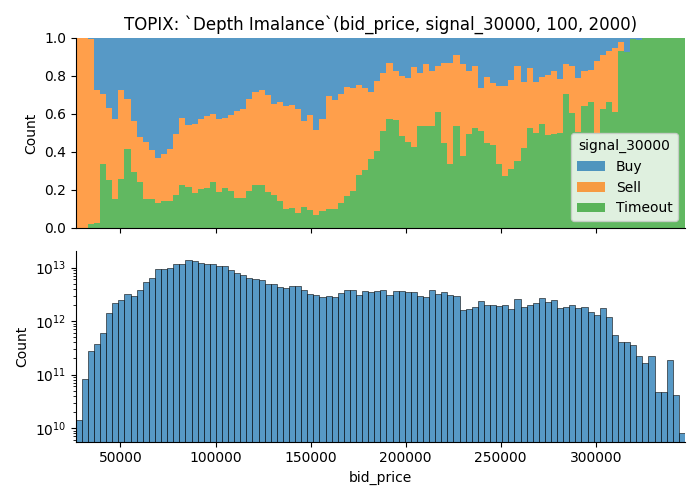 TOPIX: `Depth Imalance`(bid_price, signal_30000, 100, 2000)
Count
1.0
0.8
0.6
0.4
0.2
0.0
signal_30000
Buy
Sell
Timeout
Count
10^13
10^12
10^11
10^10
50000 100000 150000 200000 250000 300000
bid_price